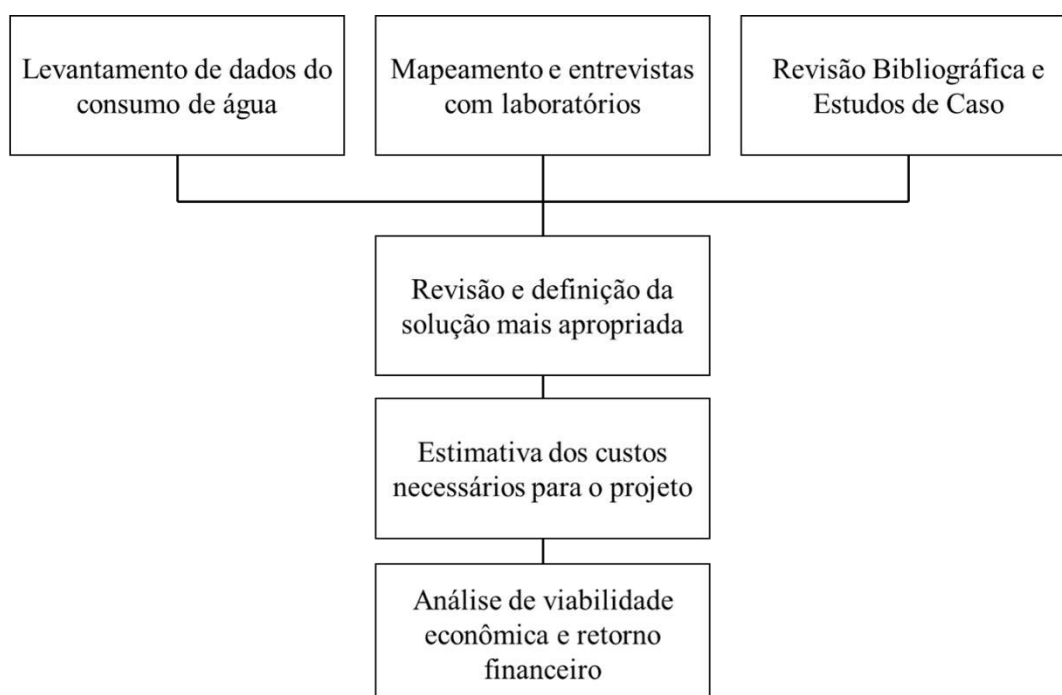 Levantamento de dados do
consumo de água
Mapeamento e entrevistas
com laboratórios
Revisão Bibliográfica e
Estudos de Caso
Revisão e definição da
solução mais apropriada
Estimativa dos custos
necessários para o projeto
Análise de viabilidade
econômica e retorno
financeiro